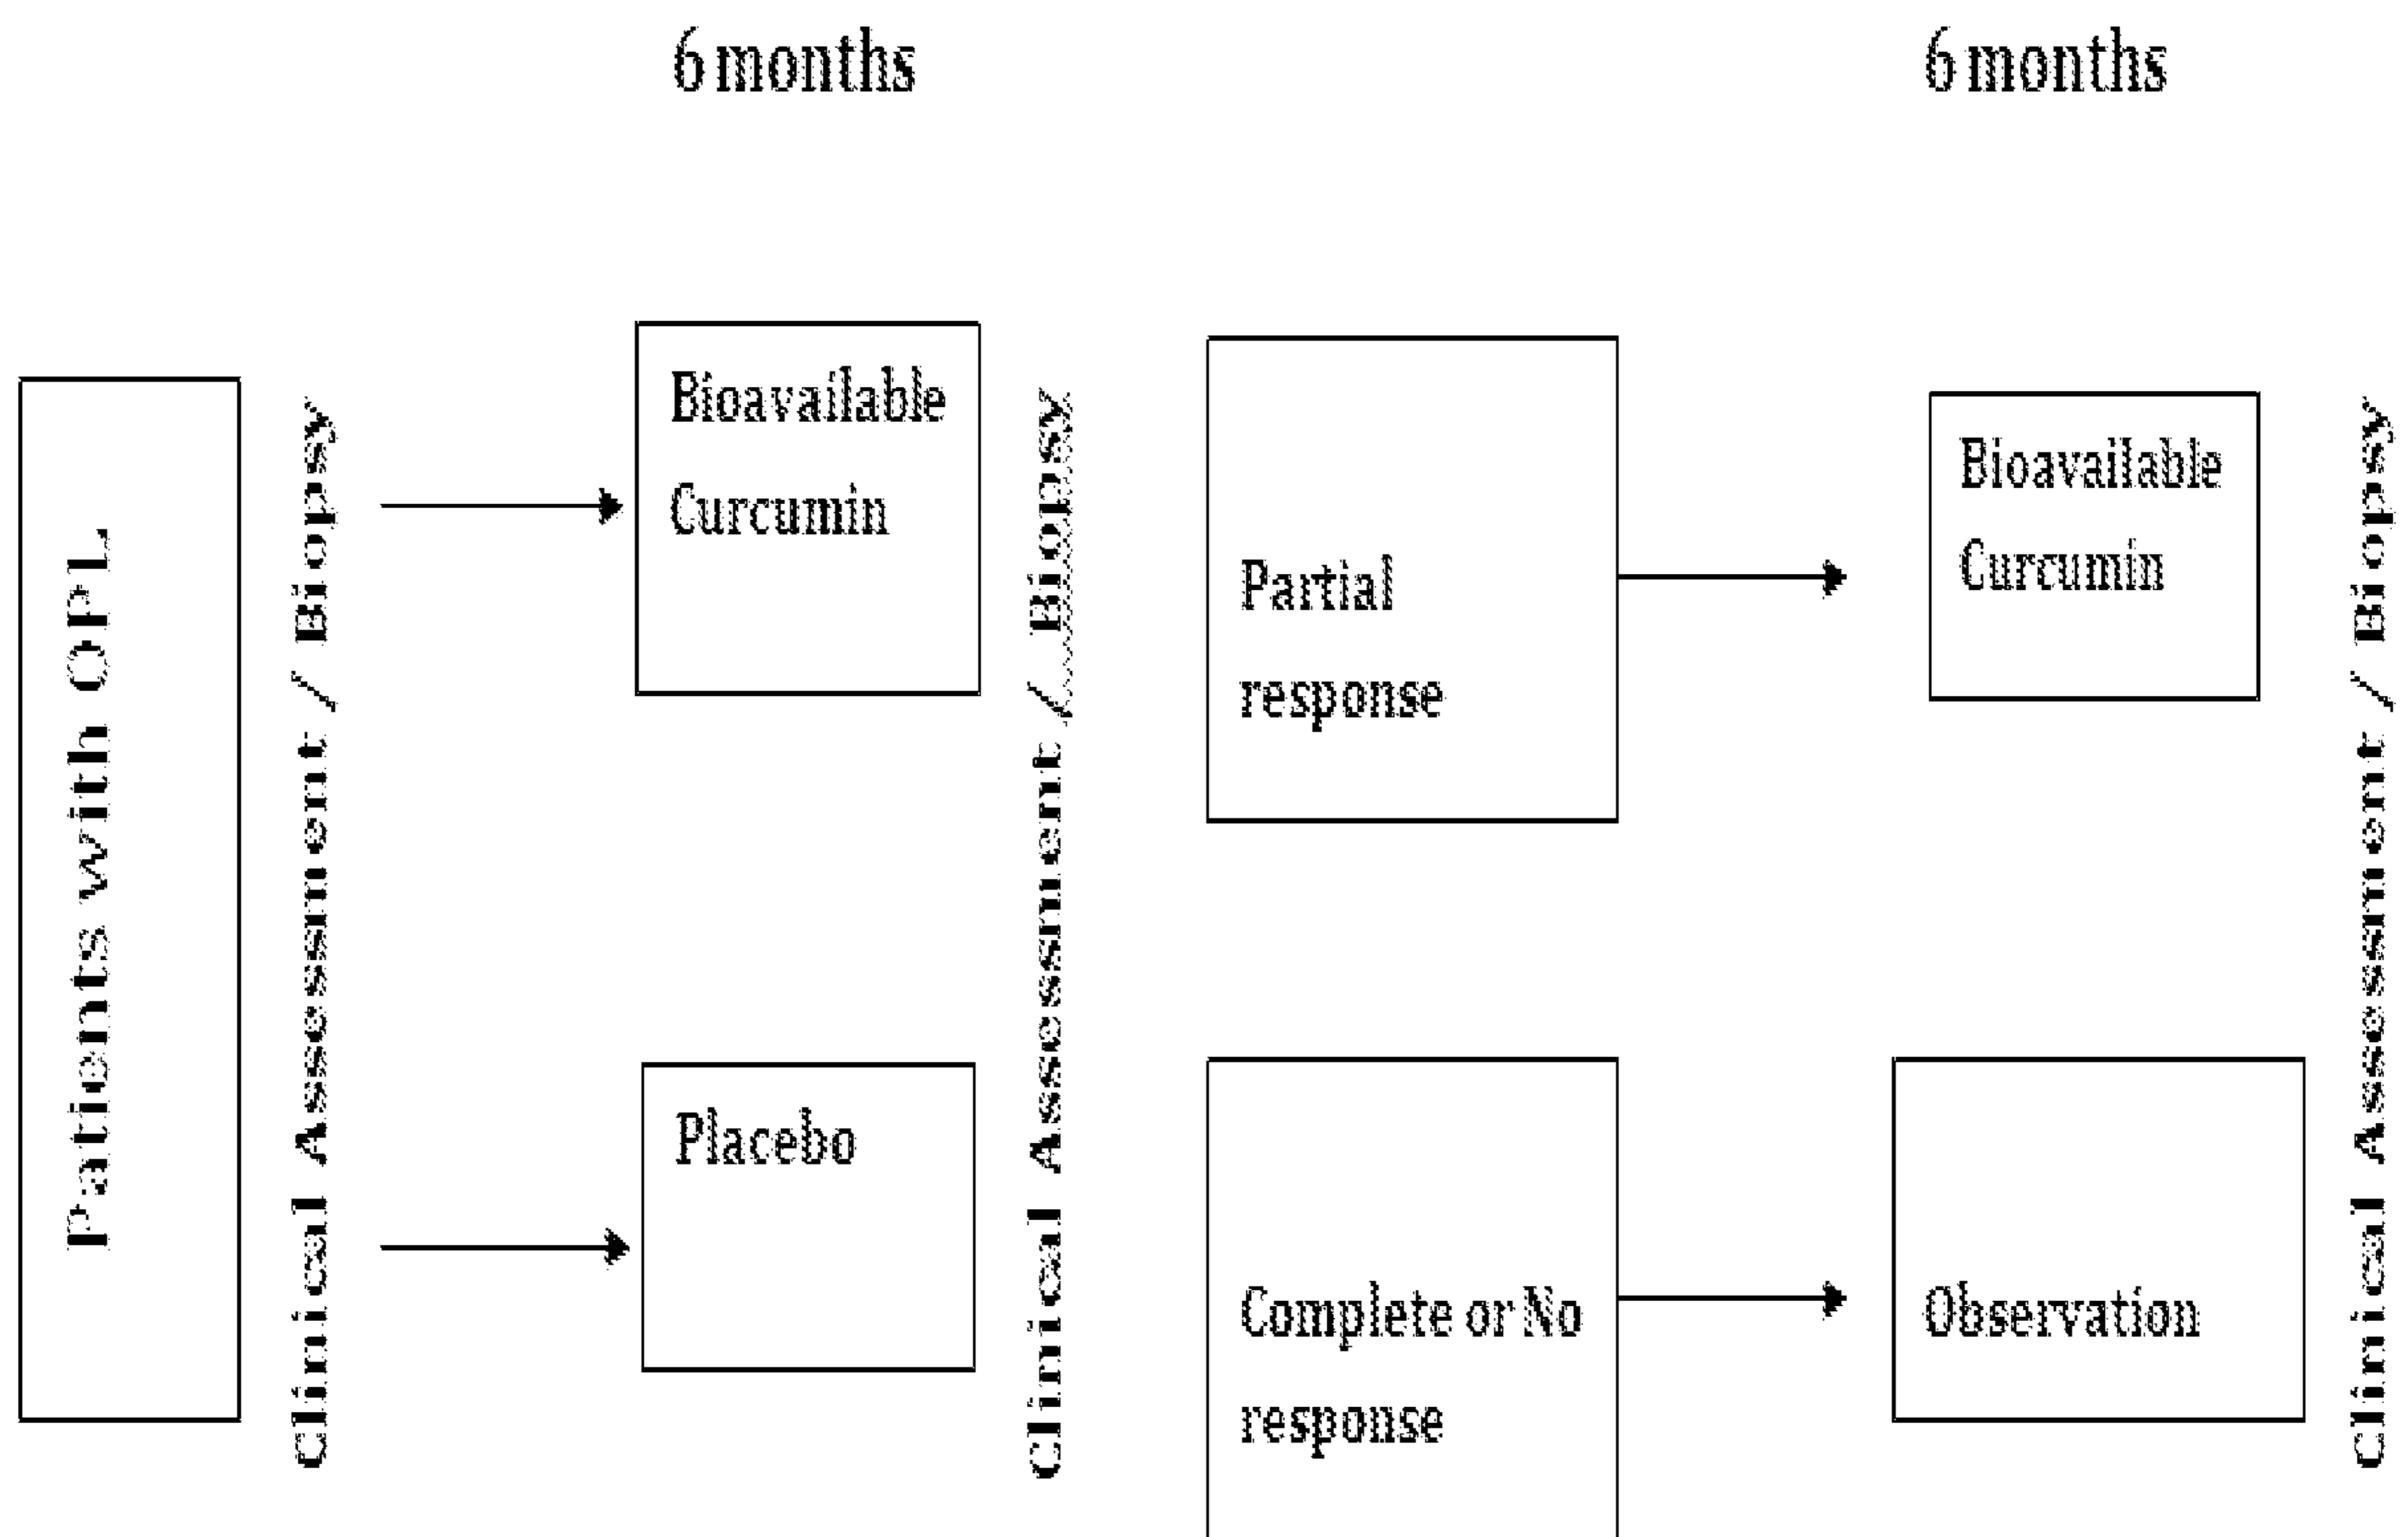 6 months
6 months
Patients with OPL
Clinical Assessment / Biopsy
Bioavailable
Curcumin
Placebo
Clinical Assessment / Biopsy
Partial
response
Complete or No
response
Bioavailable
Curcumin
Observation
Clinical Assessment / Biopsy